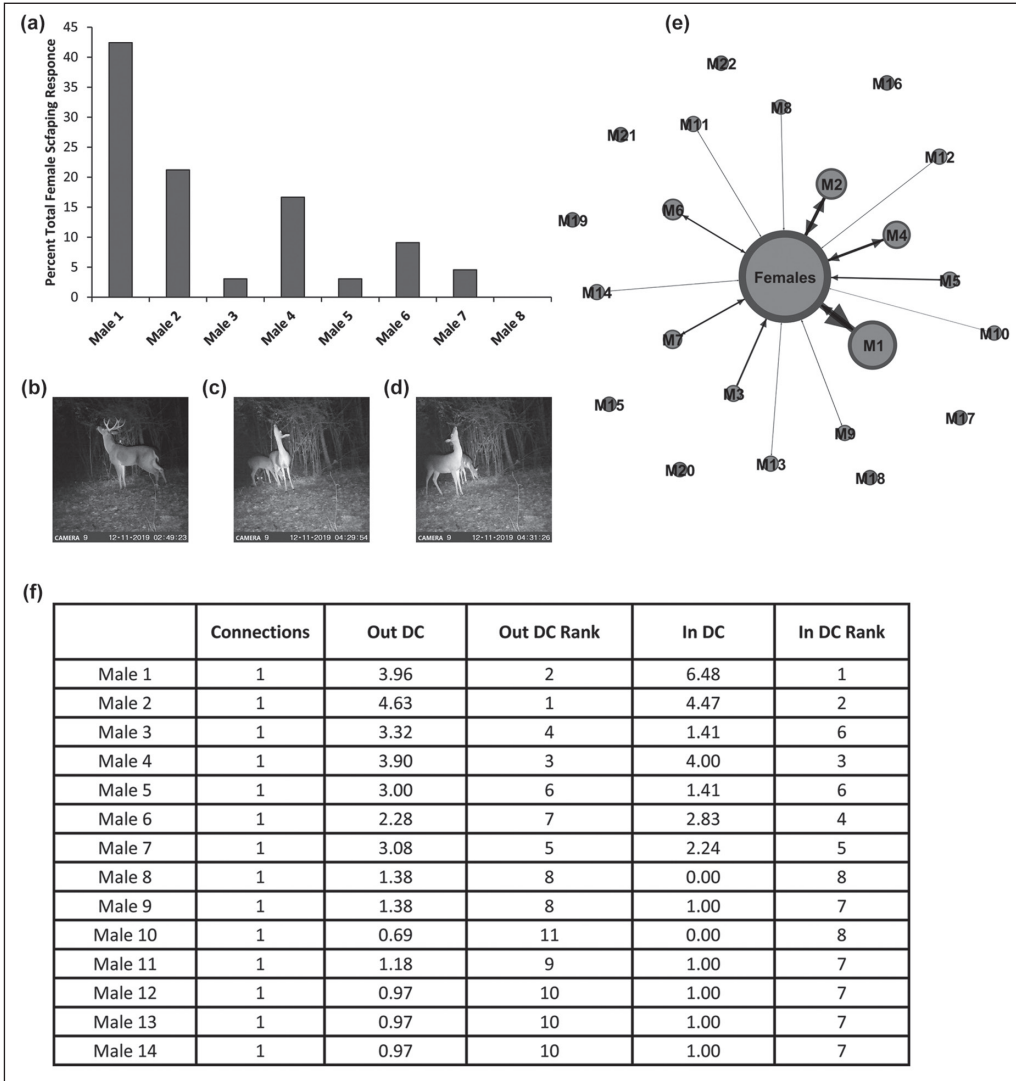 (a)
Percent Total Female Scfaping Responce
45
40
35
30
25
20
15
10
5
0
Male 1
Male 2
Male 3
Male 4
Male 5
Male 6
Male 7
Male 8
(e)
M22
M16
M8
M11
M21
M12
M2
M6
M19
M4
Females
M5
M14
M10
M7
M1
M3
M15
M17
M9
M13
M20
M18
(b)
CAMERA 9 12-11-2019 02:49:23
(c)
CAMERA 9 12-11-2019 04:29:54
(d)
CAMERA 9 12-11-2019 04:31:26
(f)
Connections Out DC Out DC Rank In DC In DC Rank
Male 1 1 3.96 2 6.48 1
Male 2 1 4.63 1 4.47 2
Male 3 1 3.32 4 1.41 6
Male 4 1 3.90 3 4.00 3
Male 5 1 3.00 6 1.41 6
Male 6 1 2.28 7 2.83 4
Male 7 1 3.08 5 2.24 5
Male 8 1 1.38 8 0.00 8
Male 9 1 1.38 8 1.00 7
Male 10 1 0.69 11 0.00 8
Male 11 1 1.18 9 1.00 7
Male 12 1 0.97 10 1.00 7
Male 13 1 0.97 10 1.00 7
Male 14 1 0.97 10 1.00 7